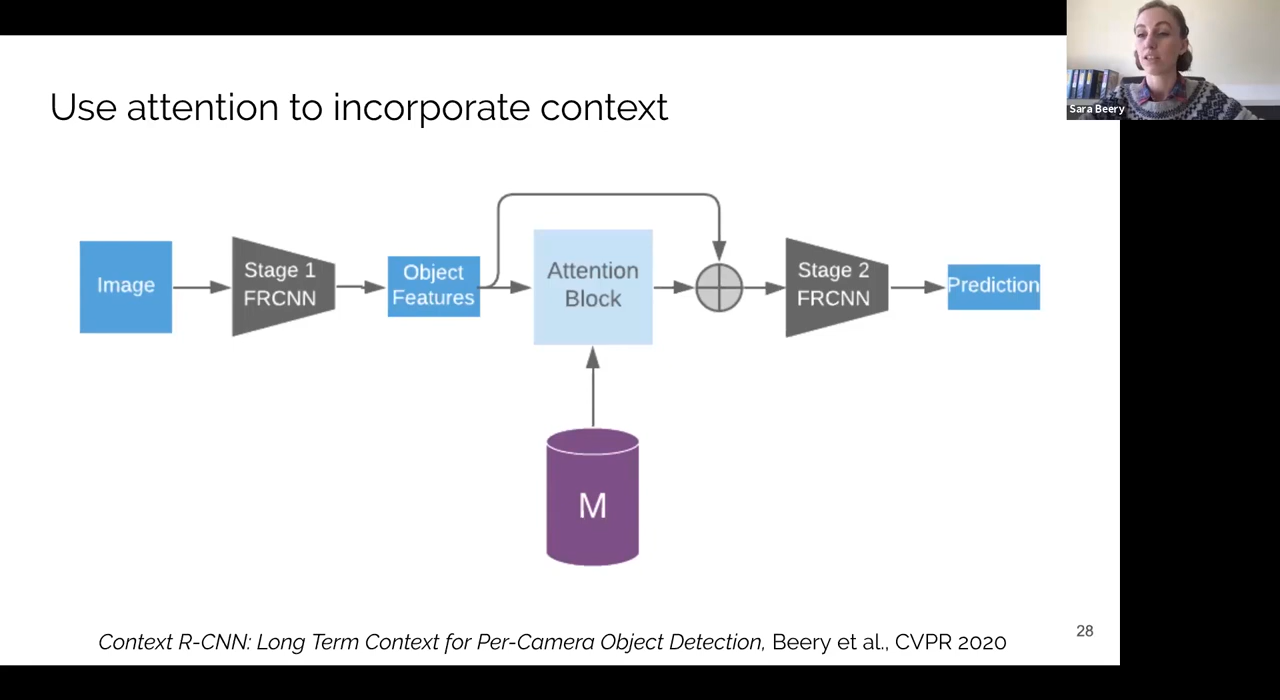 Sara Beery
Use attention to incorporate context
Image
Stage 1
FRCNN
Object
Features
Attention
Block
Stage 2
FRCNN
Prediction
M
Context R-CNN: Long Term Context for Per-Camera Object Detection, Beery et al., CVPR 2020
28